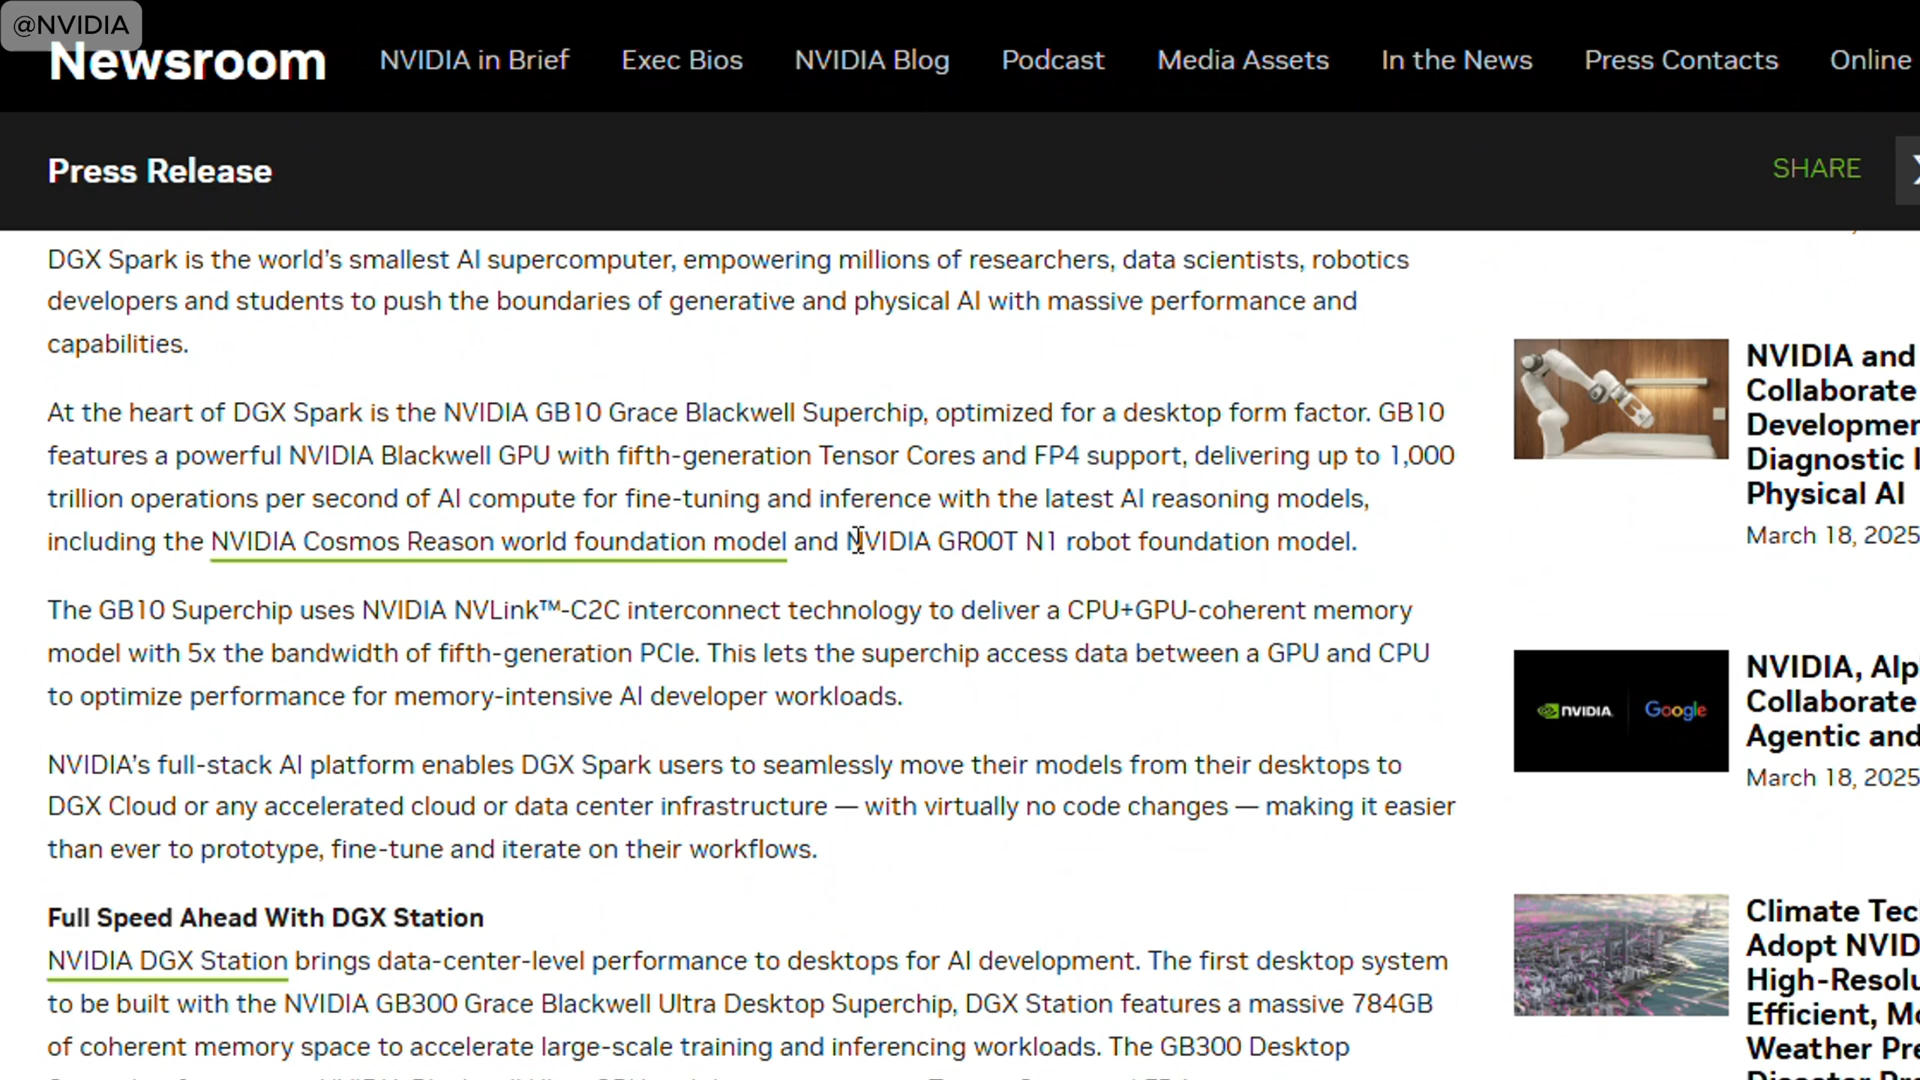 @NVIDIA
Newsroom NVIDIA in Brief Exec Bios NVIDIA Blog Podcast Media Assets In the News Press Contacts Online
Press Release SHARE
DGX Spark is the world’s smallest AI supercomputer, empowering millions of researchers, data scientists, robotics
developers and students to push the boundaries of generative and physical AI with massive performance and
capabilities.
At the heart of DGX Spark is the NVIDIA GB10 Grace Blackwell Superchip, optimized for a desktop form factor. GB10
features a powerful NVIDIA Blackwell GPU with fifth-generation Tensor Cores and FP4 support, delivering up to 1,000
trillion operations per second of AI compute for fine-tuning and inference with the latest AI reasoning models,
including the NVIDIA Cosmos Reason world foundation model and NVIDIA GR00T N1 robot foundation model.
The GB10 Superchip uses NVIDIA NVLink™-C2C interconnect technology to deliver a CPU+GPU-coherent memory
model with 5x the bandwidth of fifth-generation PCIe. This lets the superchip access data between a GPU and CPU
to optimize performance for memory-intensive AI developer workloads.
NVIDIA’s full-stack AI platform enables DGX Spark users to seamlessly move their models from their desktops to
DGX Cloud or any accelerated cloud or data center infrastructure — with virtually no code changes — making it easier
than ever to prototype, fine-tune and iterate on their workflows.
Full Speed Ahead With DGX Station
NVIDIA DGX Station brings data-center-level performance to desktops for AI development. The first desktop system
to be built with the NVIDIA GB300 Grace Blackwell Ultra Desktop Superchip, DGX Station features a massive 784GB
of coherent memory space to accelerate large-scale training and inferencing workloads. The GB300 Desktop
NVIDIA and
Collaborate
Developmen
Diagnostic I
Physical AI
March 18, 2025
NVIDIA Google
NVIDIA, Alp
Collaborate
Agentic and
March 18, 2025
Climate Tec
Adopt NVID
High-Resolu
Efficient, Mo
Weather Pre